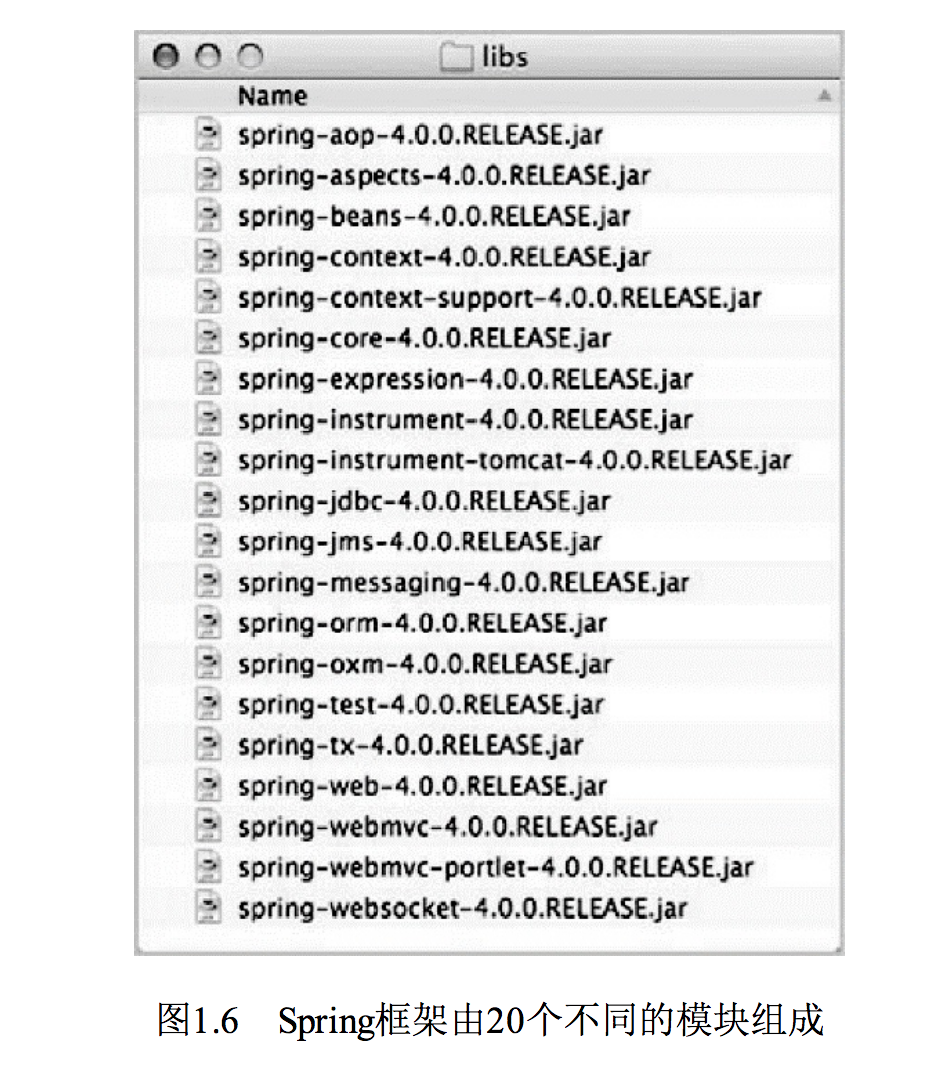 libs
Name
spring-aop-4.0.0.RELEASE.jar
spring-aspects-4.0.0.RELEASE.jar
spring-beans-4.0.0.RELEASE.jar
spring-context-4.0.0.RELEASE.jar
spring-context-support-4.0.0.RELEASE.jar
spring-core-4.0.0.RELEASE.jar
spring-expression-4.0.0.RELEASE.jar
spring-instrument-4.0.0.RELEASE.jar
spring-instrument-tomcat-4.0.0.RELEASE.jar
spring-jdbc-4.0.0.RELEASE.jar
spring-jms-4.0.0.RELEASE.jar
spring-messaging-4.0.0.RELEASE.jar
spring-orm-4.0.0.RELEASE.jar
spring-oxm-4.0.0.RELEASE.jar
spring-test-4.0.0.RELEASE.jar
spring-tx-4.0.0.RELEASE.jar
spring-web-4.0.0.RELEASE.jar
spring-webmvc-4.0.0.RELEASE.jar
spring-webmvc-portlet-4.0.0.RELEASE.jar
spring-websocket-4.0.0.RELEASE.jar
图1.6 Spring框架由20个不同的模块组成